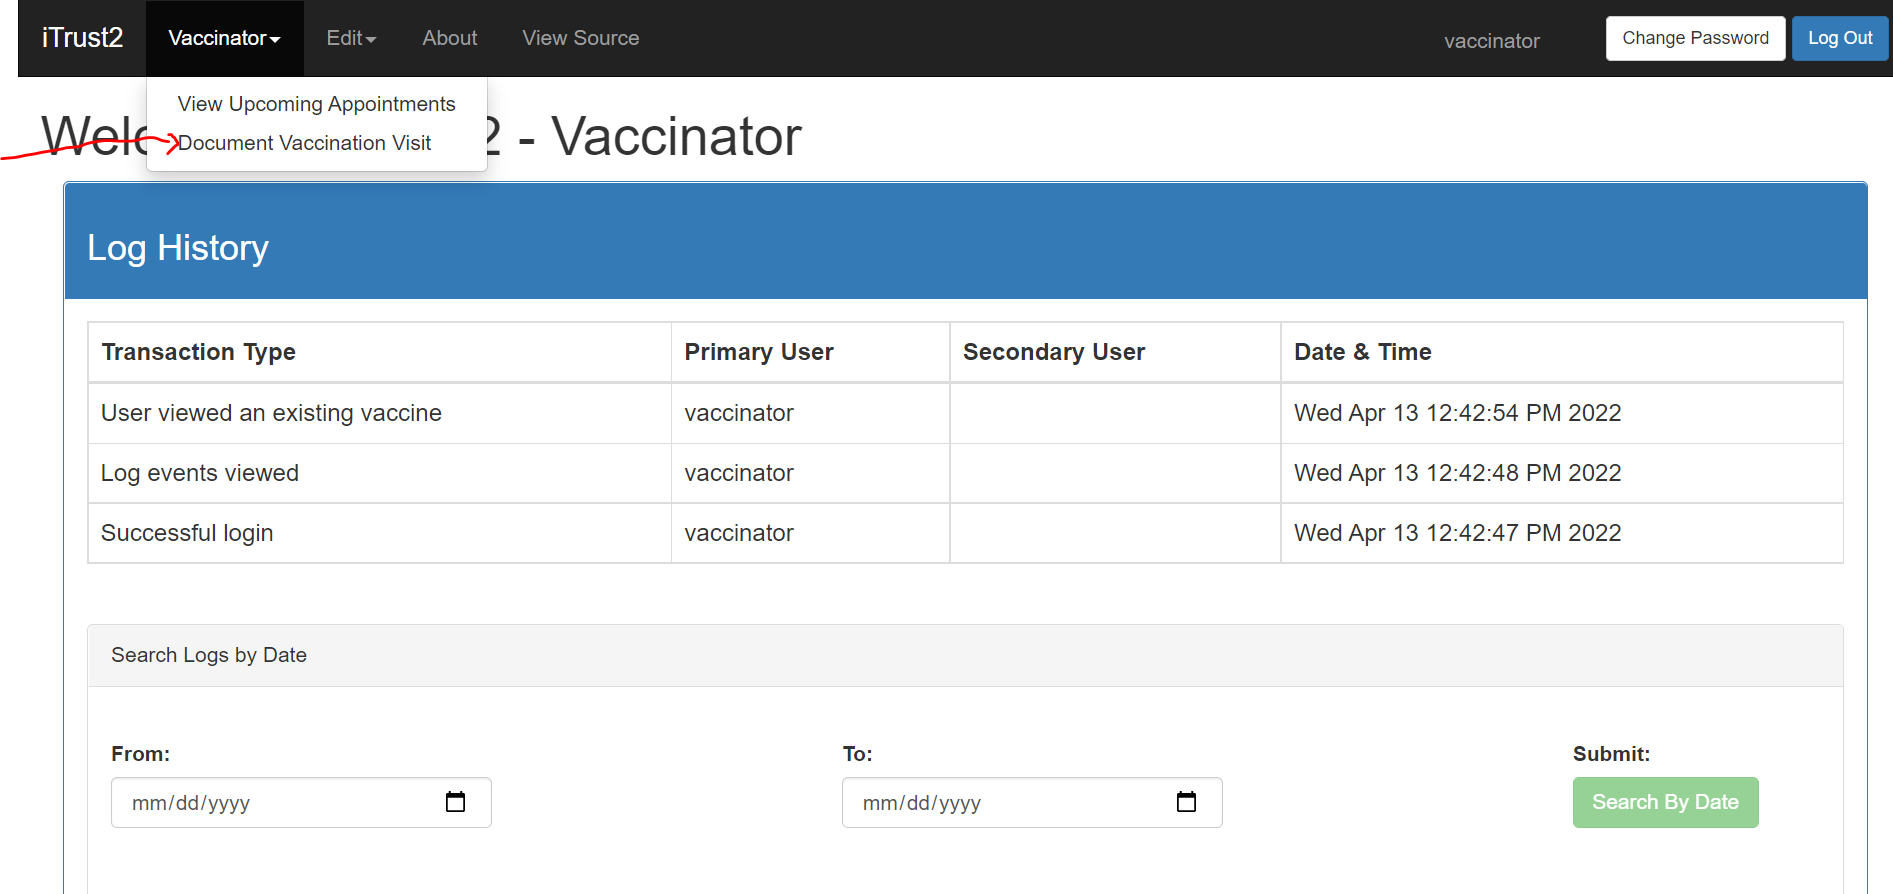 iTrust2 Vaccinator Edit About View Source vaccinator Change Password Log Out
View Upcoming Appointments
Document Vaccination Visit
Welc 2 - Vaccinator
Log History
Transaction Type Primary User Secondary User Date & Time
User viewed an existing vaccine vaccinator Wed Apr 13 12:42:54 PM 2022
Log events viewed vaccinator Wed Apr 13 12:42:48 PM 2022
Successful login vaccinator Wed Apr 13 12:42:47 PM 2022
Search Logs by Date
From: To: Submit:
mm/dd/yyyy mm/dd/yyyy Search By Date